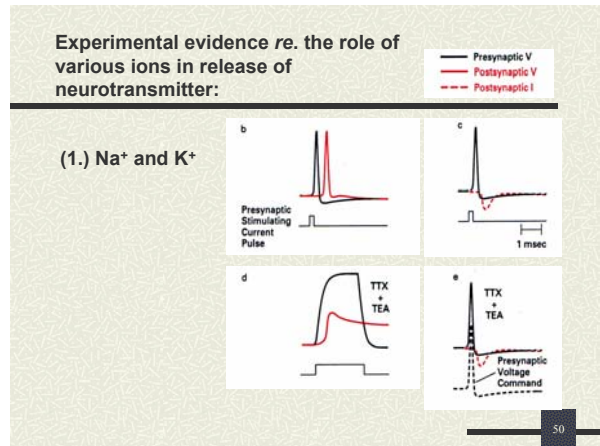 Experimental evidence re. the role of
various ions in release of
neurotransmitter:
Presynaptic V
Postsynaptic V
Postsynaptic I
(1.) Na⁺ and K⁺
b
Presynaptic
Stimulating
Current
Pulse
c
1 msec
d
TTX
+
TEA
e
TTX
+
TEA
Presynaptic
Voltage
Command
50